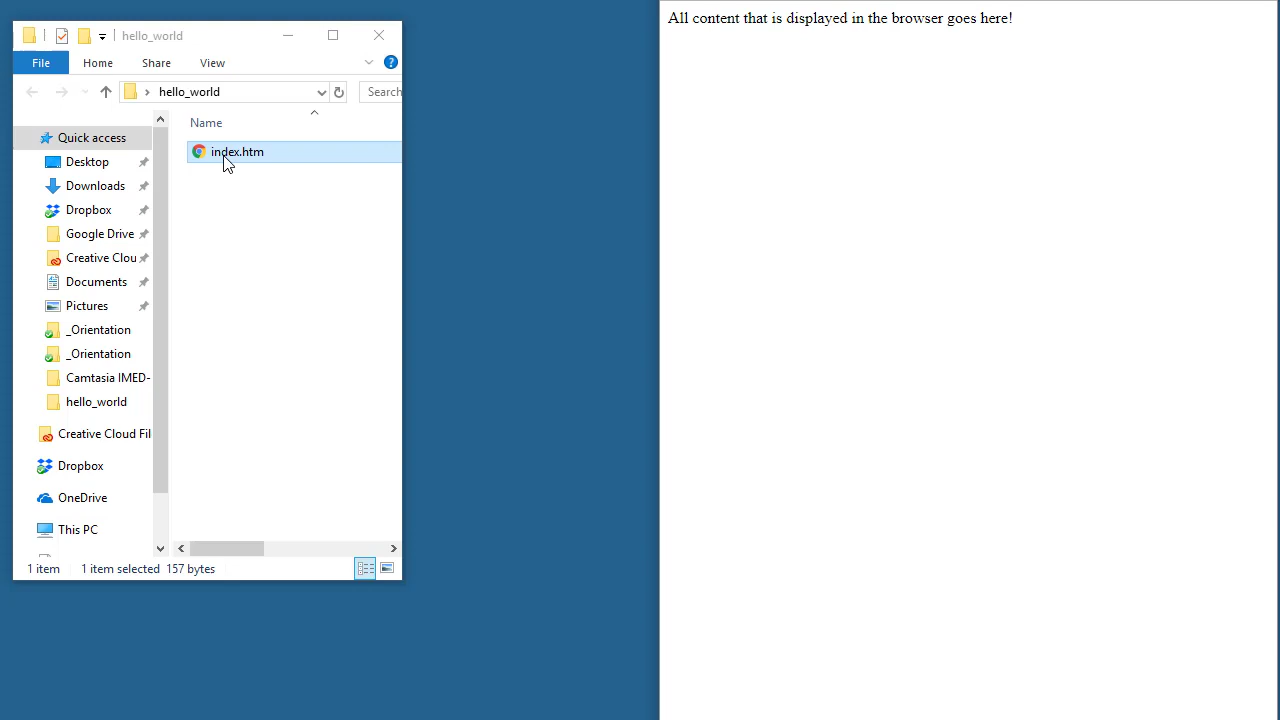 hello_world
File Home Share View
hello_world
Search
Name
index.htm
Quick access
Desktop
Downloads
Dropbox
Google Drive
Creative Clou
Documents
Pictures
_Orientation
_Orientation
Camtasia IMED-
hello_world
Creative Cloud Fil
Dropbox
OneDrive
This PC
1 item 1 item selected 157 bytes
All content that is displayed in the browser goes here!